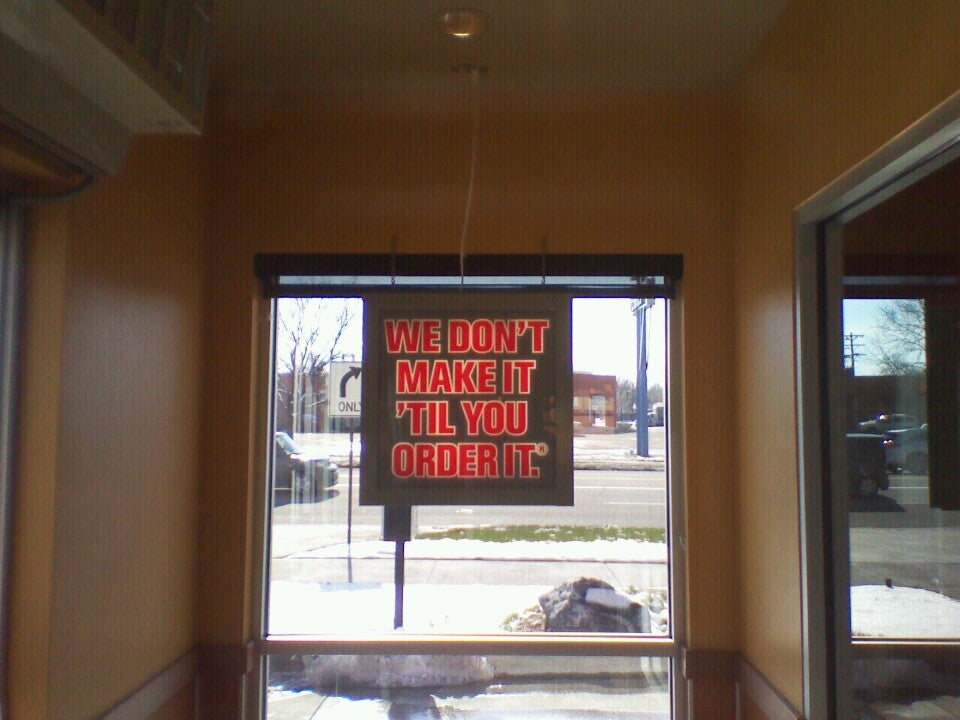 WE DON'T
MAKE IT
'TIL YOU
ORDER IT.®
ONLY